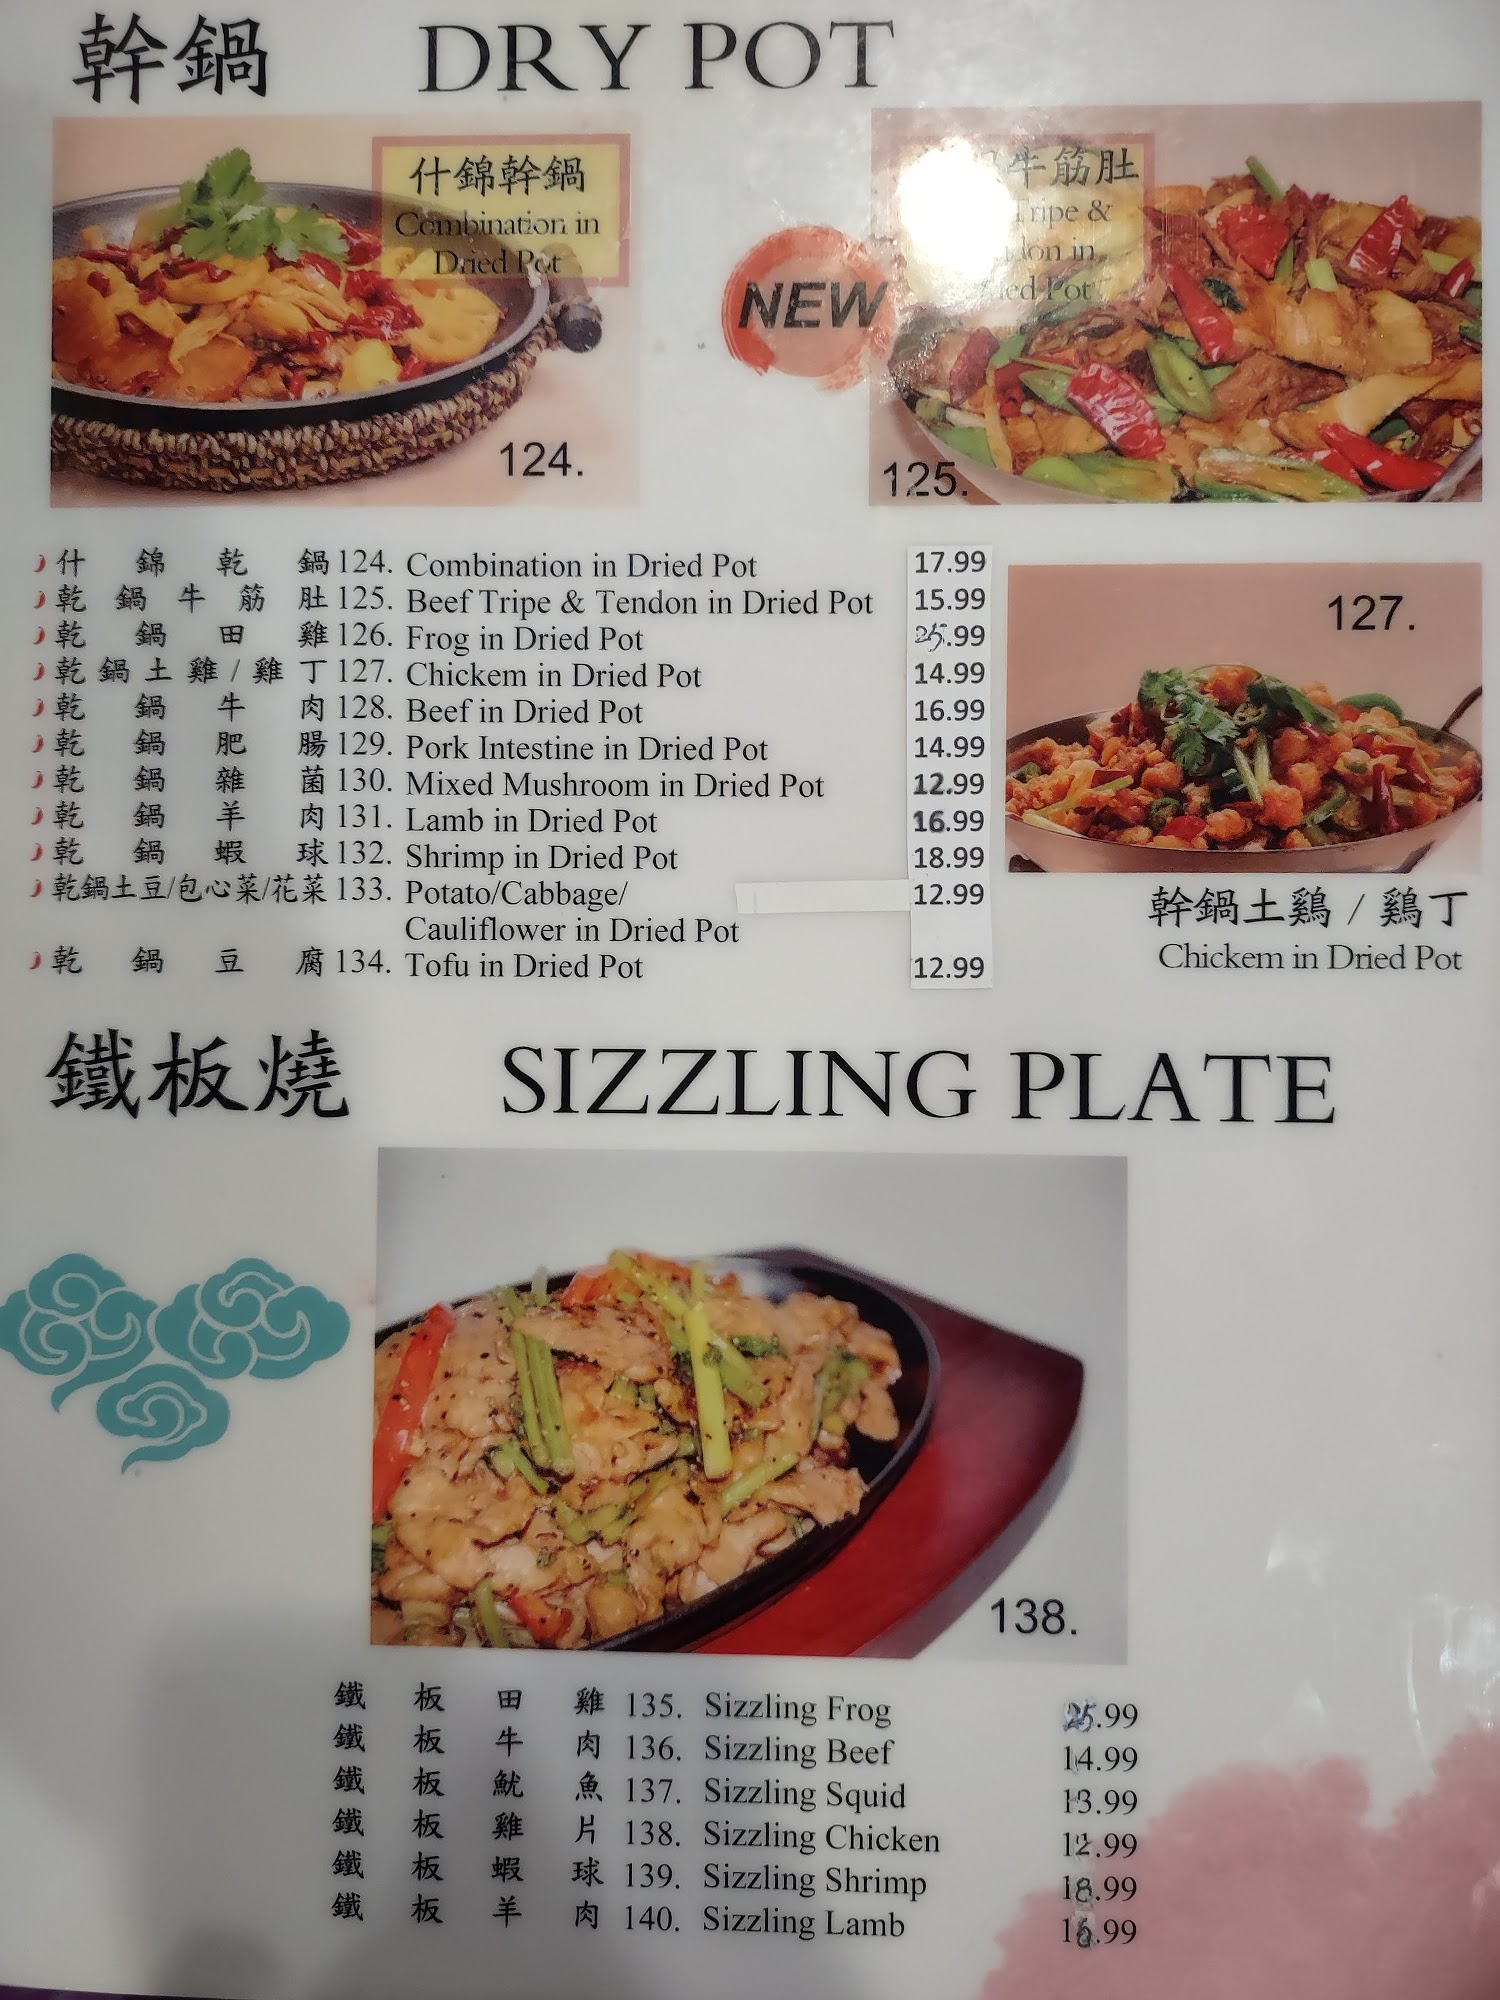 幹鍋 DRY POT
什錦幹鍋
Combination in
Dried Pot
124.
NEW
牛筋肚
Tripe &
in
Pot
125.
什錦乾鍋 124. Combination in Dried Pot 17.99
乾鍋牛筋肚 125. Beef Tripe & Tendon in Dried Pot 15.99
乾鍋田雞 126. Frog in Dried Pot 25.99
乾鍋土雞/雞丁 127. Chickem in Dried Pot 14.99
乾鍋牛肉 128. Beef in Dried Pot 16.99
乾鍋肥腸 129. Pork Intestine in Dried Pot 14.99
乾鍋雜菌 130. Mixed Mushroom in Dried Pot 12.99
乾鍋羊肉 131. Lamb in Dried Pot 16.99
乾鍋蝦球 132. Shrimp in Dried Pot 18.99
乾鍋土豆/包心菜/花菜 133. Potato/Cabbage/ 12.99
Cauliflower in Dried Pot
乾鍋豆腐 134. Tofu in Dried Pot 12.99
127.
幹鍋土鷄 / 鷄丁
Chickem in Dried Pot
鐵板燒 SIZZLING PLATE
138.
鐵板田雞 135. Sizzling Frog 25.99
鐵板牛肉 136. Sizzling Beef 14.99
鐵板魷魚 137. Sizzling Squid 13.99
鐵板雞片 138. Sizzling Chicken 12.99
鐵板蝦球 139. Sizzling Shrimp 18.99
鐵板羊肉 140. Sizzling Lamb 16.99